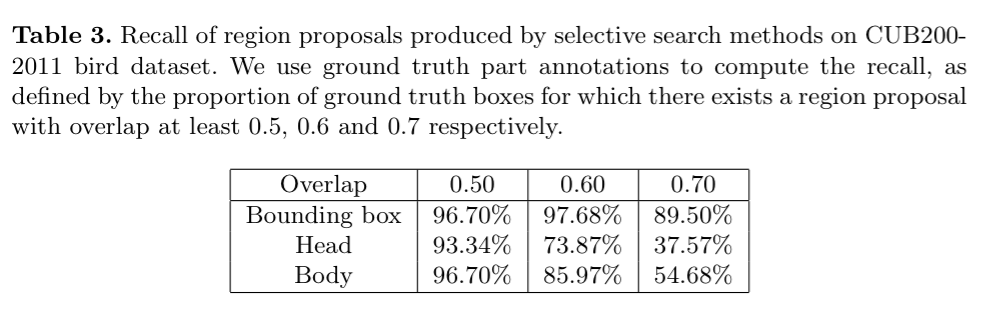 Table 3. Recall of region proposals produced by selective search methods on CUB200-
2011 bird dataset. We use ground truth part annotations to compute the recall, as
defined by the proportion of ground truth boxes for which there exists a region proposal
with overlap at least 0.5, 0.6 and 0.7 respectively.
Overlap 0.50 0.60 0.70
Bounding box 96.70% 97.68% 89.50%
Head 93.34% 73.87% 37.57%
Body 96.70% 85.97% 54.68%